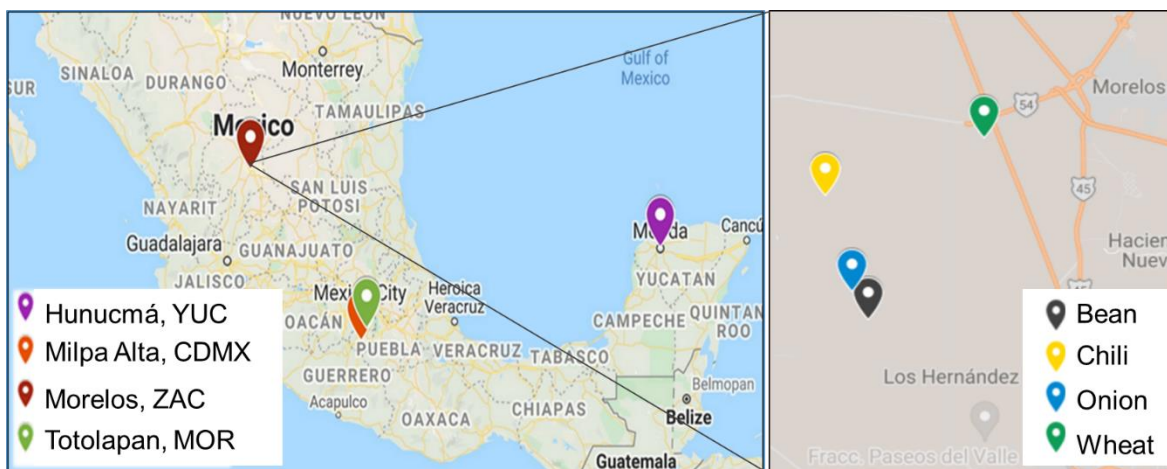 NUEVO LEON
SUR
SINALOA
DURANGO
Monterrey
Gulf of
Mexico
TAMAULIPAS
Mexico
SAN LUIS
POTOSI
NAYARIT
Guadalajara
GUANAJUATO
JALISCO
Mexico City
Heroica
Veracruz
OACÁN
PUEBLA
VERACRUZ
TABASCO
GUERRERO
Acapulco
OAXACA
CHIAPAS
Cancú
YUCATAN
CAMPECHE
QUINTAN
ROO
Belmopan
Belize
Guatemala
Hunucmá, YUC
Milpa Alta, CDMX
Morelos, ZAC
Totolapan, MOR
54
Morelos
45
Hacien
Nuev
Los Hernández
Fracc. Paseos del Valle
Bean
Chili
Onion
Wheat